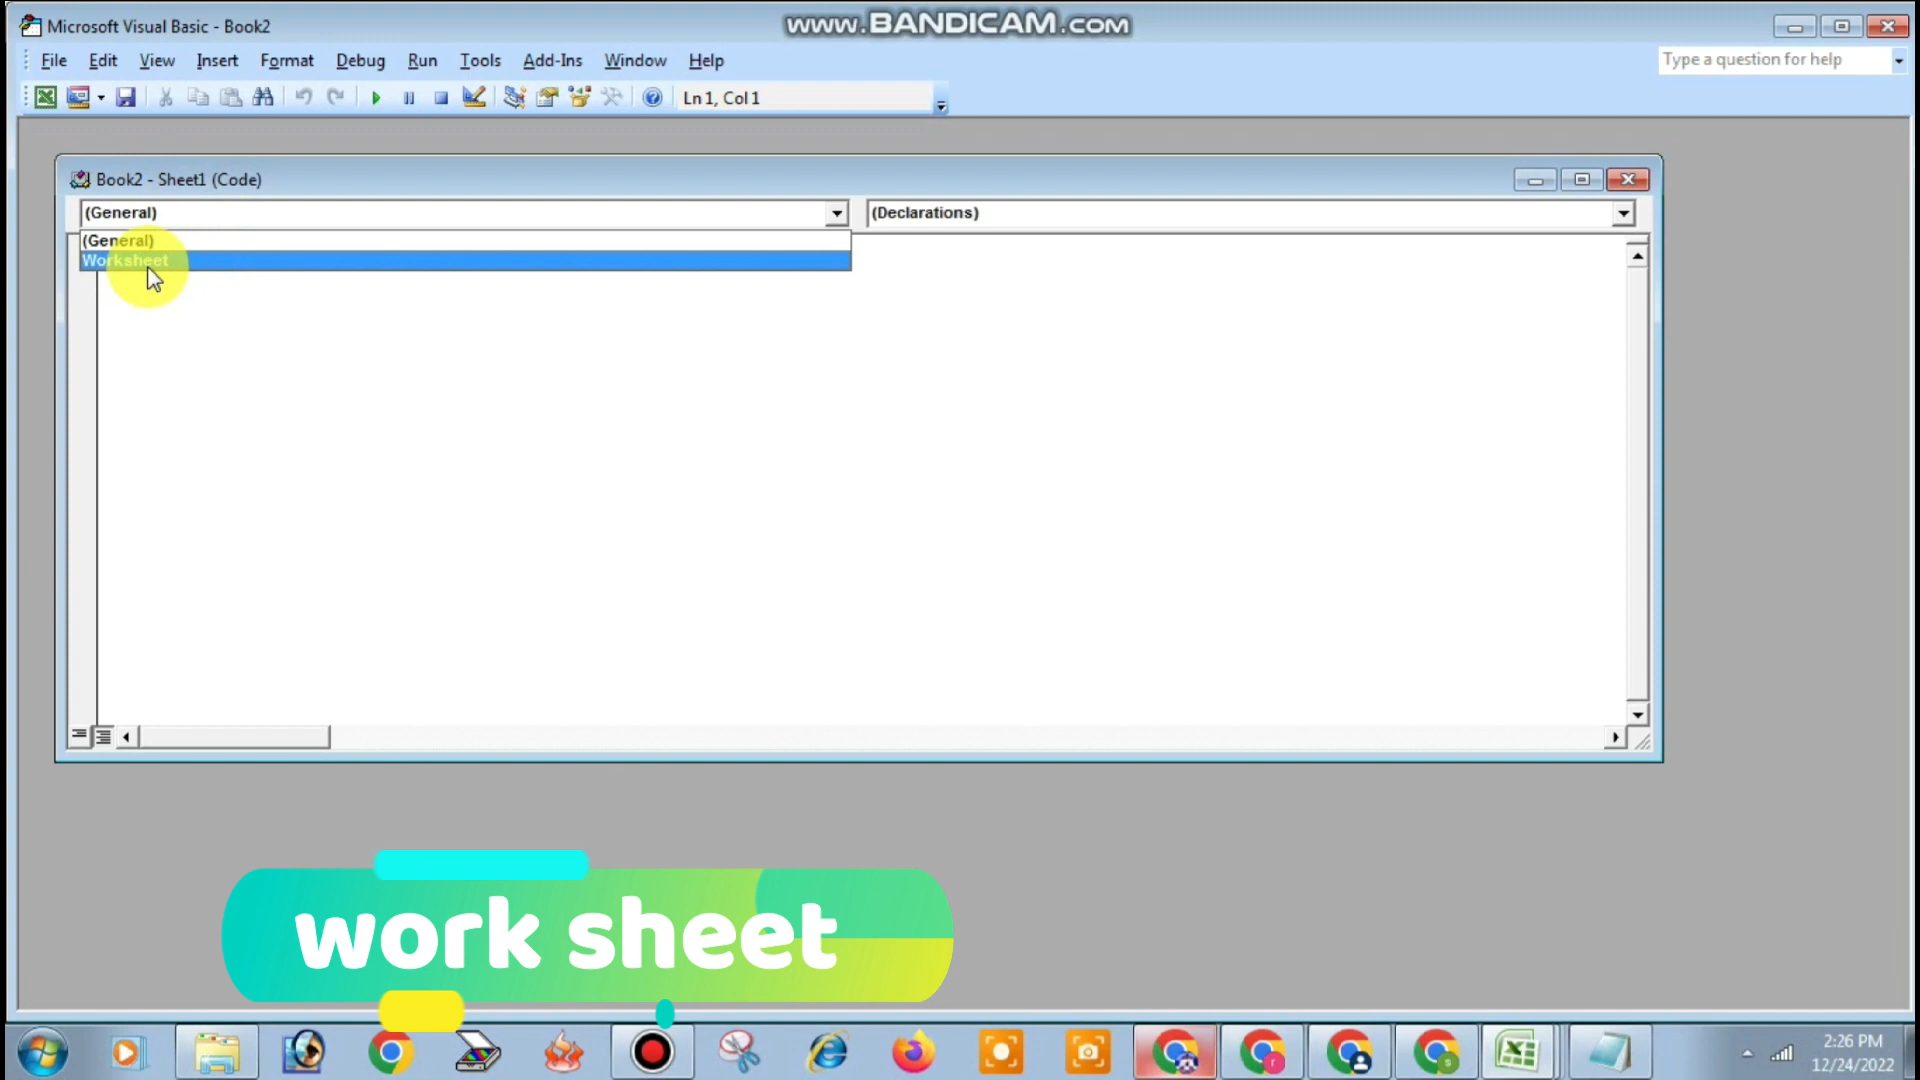 Microsoft Visual Basic - Book2
www.BANDICAM.com
File Edit View Insert Format Debug Run Tools Add-Ins Window Help
Type a question for help
Ln 1, Col 1
Book2 - Sheet1 (Code)
(General)
(Declarations)
(General)
Worksheet
work sheet
2:26 PM
12/24/2022